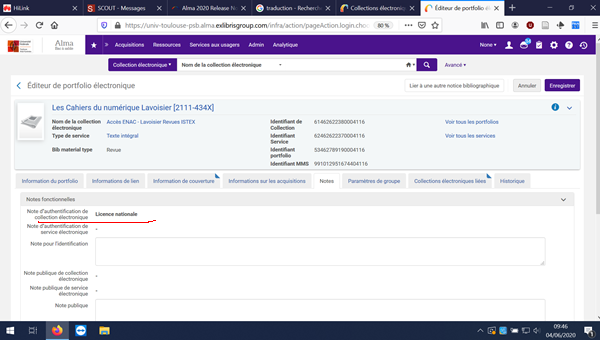 HiLink
SCOUT - Messages
Alma 2020 Release No
traduction - Recherche
Collections électroniq
Éditeur de portfolio éle
https://univ-toulouse-psb.alma.exlibrisgroup.com/infra/action/pageAction.login.cho
80 %
Alma
Acquisitions
Ressources
Services aux usagers
Admin
Analytique
None
Collection électronique
Nom de la collection électronique
Avancé
Éditeur de portfolio électronique
Lier à une autre notice bibliographique
Annuler
Enregistrer
Les Cahiers du numérique Lavoisier [2111-434X]
Nom de la collection électronique
Accès ENAC - Lavoisier Revues ISTEX
Identifiant de Collection
61462622380004116
Voir tous les portfolios
Type de service
Texte intégral
Identifiant Service
62462622370004116
Voir tous les services
Bib material type
Revue
Identifiant portfolio
53462789190004116
Identifiant MMS
991012951674404116
Information du portfolio
Informations de lien
Information de couverture
Informations sur les acquisitions
Notes
Paramètres de groupe
Collections électroniques liées
Historique
Notes fonctionnelles
Note d'authentification de collection électronique
Licence nationale
Note d'authentification de service électronique
-
Note pour l'identification
Note publique de collection électronique
-
Note publique de service électronique
-
Note publique
09:46
04/06/2020